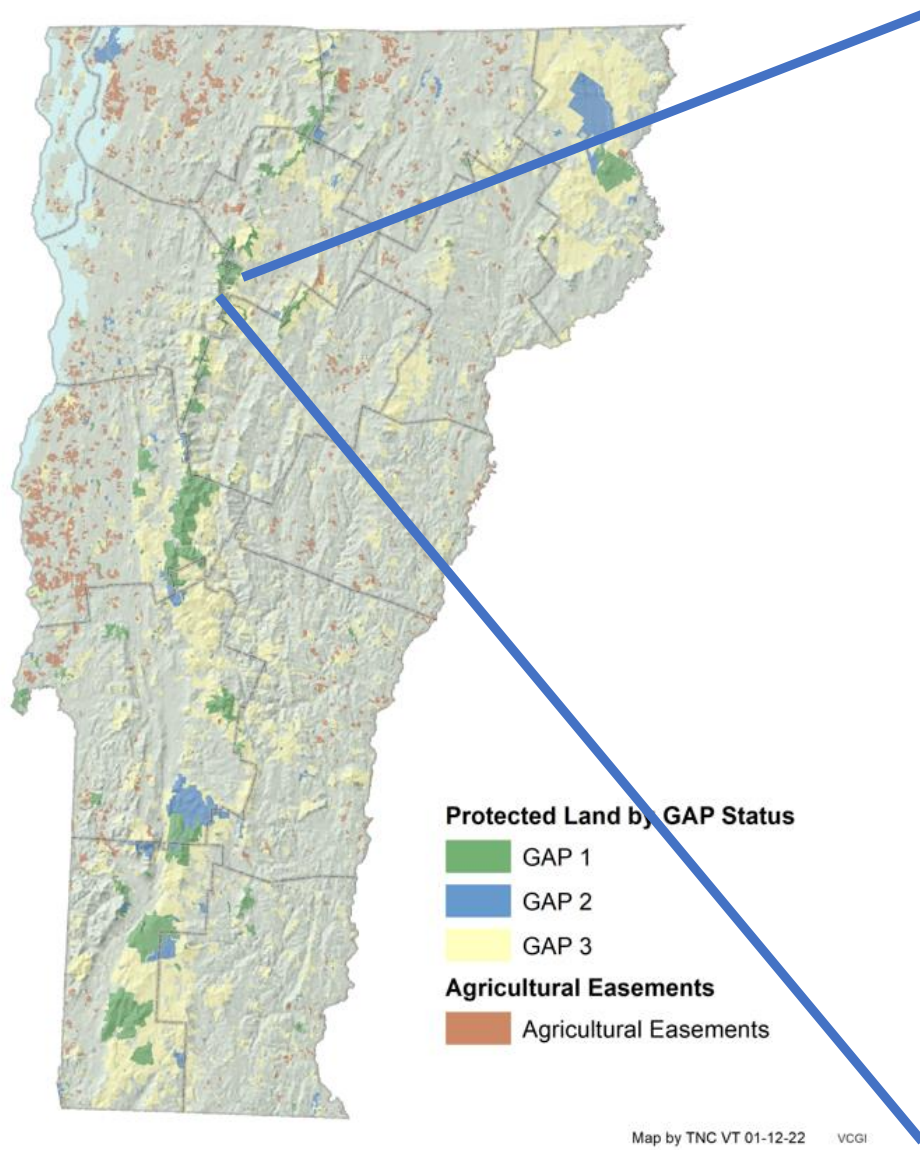 Protected Land by GAP Status
GAP 1
GAP 2
GAP 3
Agricultural Easements
Agricultural Easements
Map by TNC VT 01-12-22 VCGI